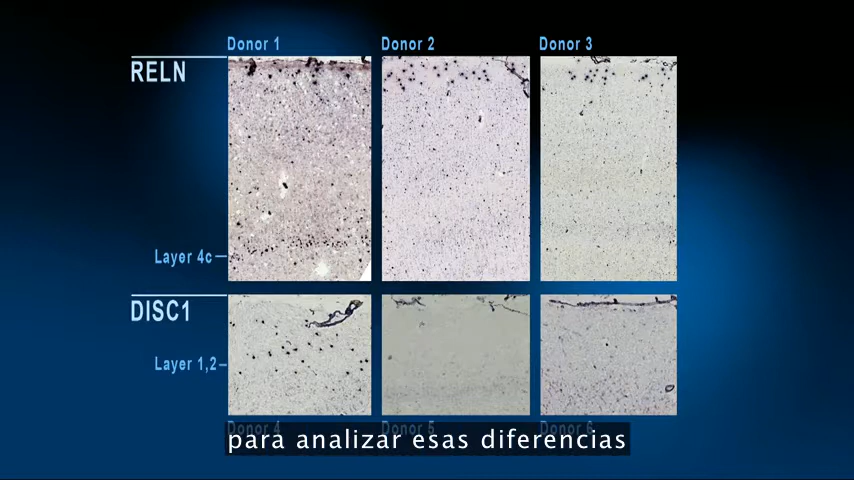 Donor 1 Donor 2 Donor 3
RELN
Layer 4c
DISC1
Layer 1,2
Donor 4 Donor 5 Donor 6
para analizar esas diferencias